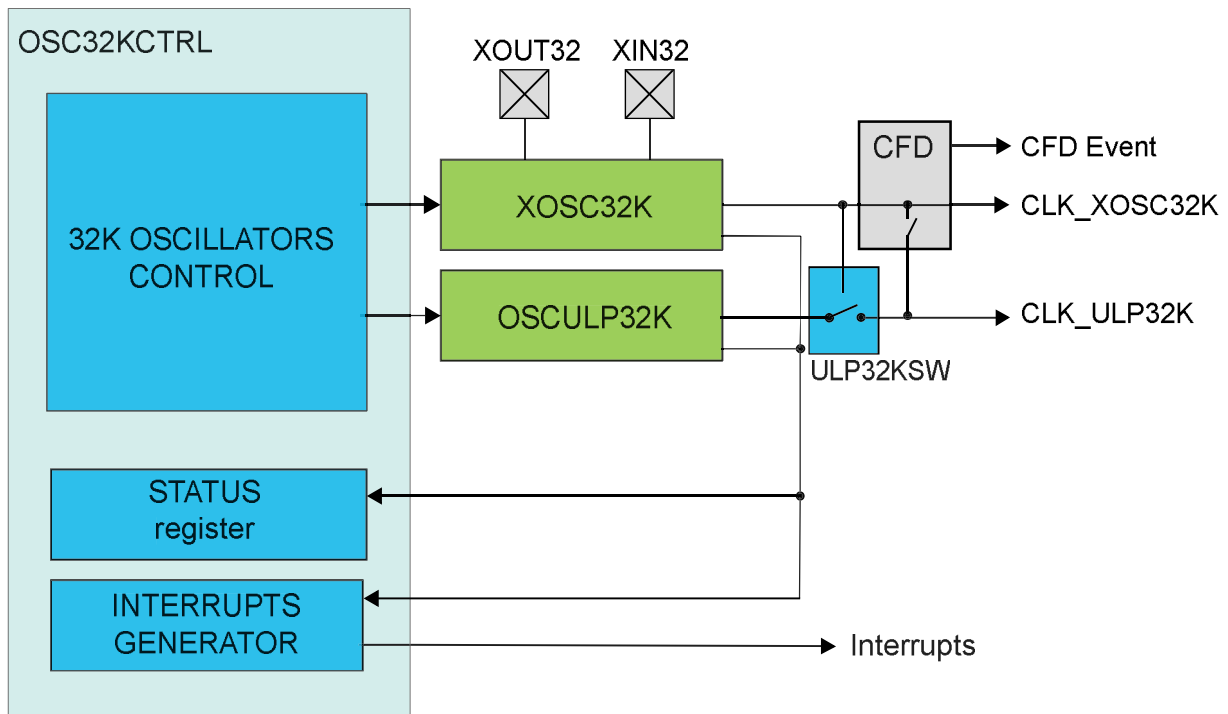 OSC32KCTRL
XOUT32
XIN32
CFD
CFD Event
XOSC32K
CLK_XOSC32K
32K OSCILLATORS
CONTROL
OSCULP32K
CLK_ULP32K
ULP32KSW
STATUS
register
INTERRUPTS
GENERATOR
Interrupts